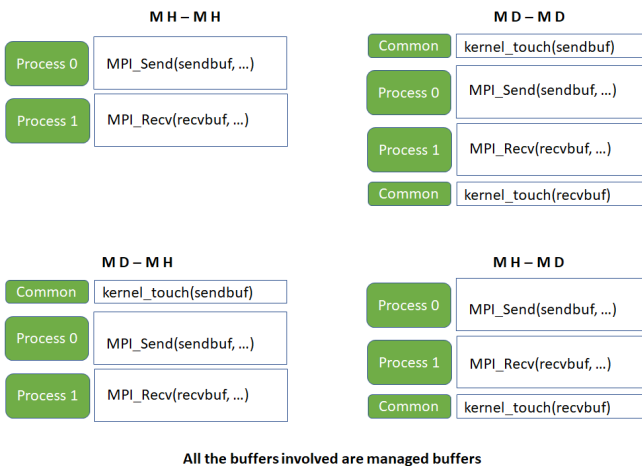 M H – M H
Process 0 MPI_Send(sendbuf, ...)
Process 1 MPI_Recv(recvbuf, ...)
M D – M D
Common kernel_touch(sendbuf)
Process 0 MPI_Send(sendbuf, ...)
Process 1 MPI_Recv(recvbuf, ...)
Common kernel_touch(recvbuf)
M D – M H
Common kernel_touch(sendbuf)
Process 0 MPI_Send(sendbuf, ...)
Process 1 MPI_Recv(recvbuf, ...)
M H – M D
Process 0 MPI_Send(sendbuf, ...)
Process 1 MPI_Recv(recvbuf, ...)
Common kernel_touch(recvbuf)
All the buffers involved are managed buffers